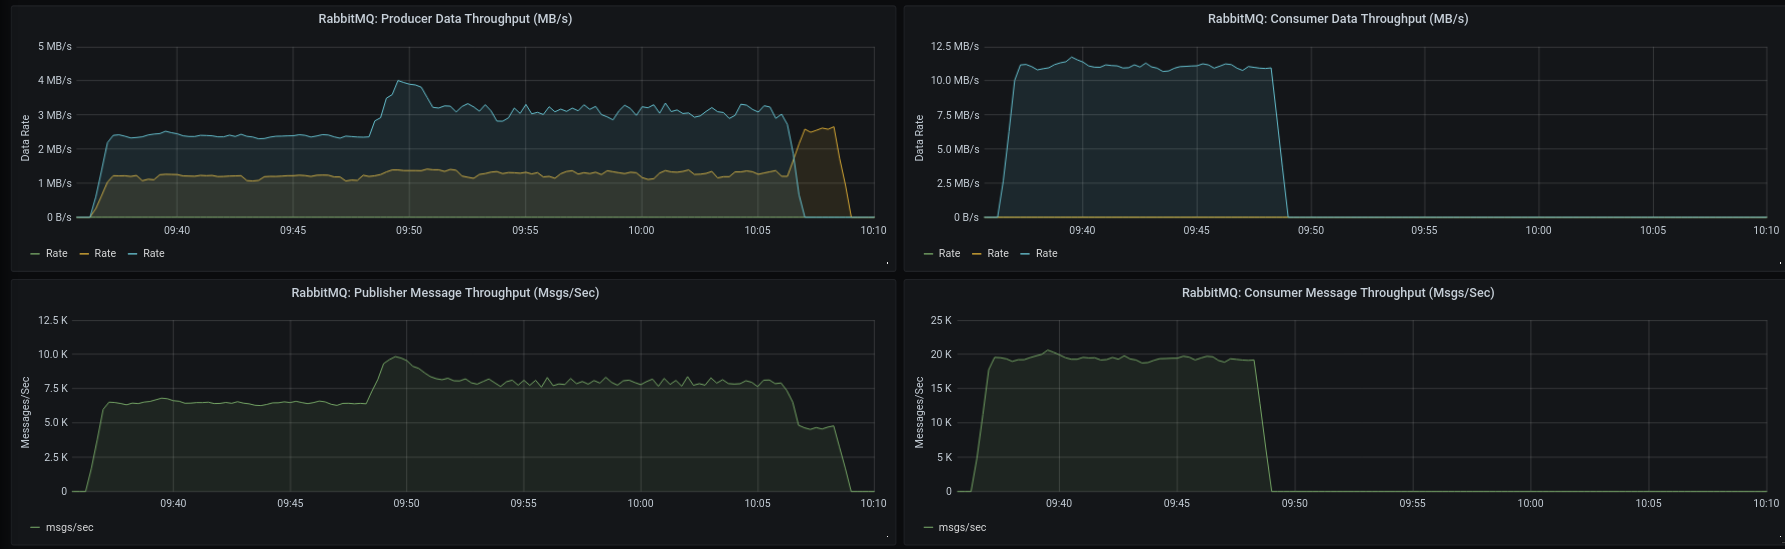 RabbitMQ: Producer Data Throughput (MB/s)
5 MB/s
4 MB/s
3 MB/s
2 MB/s
1 MB/s
0 B/s
Data Rate
09:40 09:45 09:50 09:55 10:00 10:05 10:10
Rate Rate Rate
RabbitMQ: Consumer Data Throughput (MB/s)
12.5 MB/s
10.0 MB/s
7.5 MB/s
5.0 MB/s
2.5 MB/s
0 B/s
Data Rate
09:40 09:45 09:50 09:55 10:00 10:05 10:10
Rate Rate Rate
RabbitMQ: Publisher Message Throughput (Msgs/Sec)
12.5 K
10.0 K
7.5 K
5.0 K
2.5 K
0
Messages/Sec
09:40 09:45 09:50 09:55 10:00 10:05 10:10
msgs/sec
RabbitMQ: Consumer Message Throughput (Msgs/Sec)
25 K
20 K
15 K
10 K
5 K
0
Messages/Sec
09:40 09:45 09:50 09:55 10:00 10:05 10:10
msgs/sec